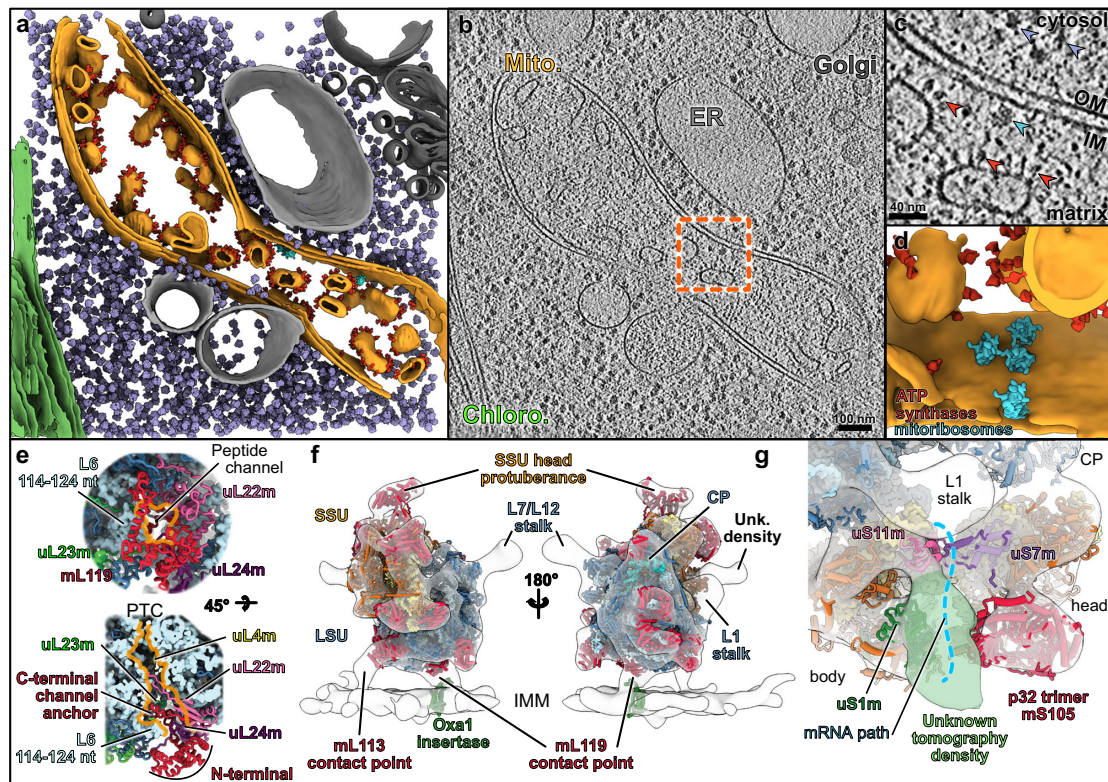 a
b
Mito.
Golgi
ER
Chloro.
100 nm
c
cytosol
OM
IM
40 nm
matrix
d
ATP
synthases
mitoribosomes
e
L6
114-124 nt
Peptide
channel
uL22m
uL23m
mL119
uL24m
45°
PTC
uL23m
uL4m
uL22m
C-terminal
channel
anchor
L6
114-124 nt
uL24m
N-terminal
f
SSU head
protuberance
SSU
L7/L12
stalk
CP
Unk.
density
180°
LSU
L1
stalk
IMM
Oxa1
insertase
mL113
contact point
mL119
contact point
g
CP
L1
stalk
uS11m
uS7m
head
body
uS1m
mRNA path
Unknown
tomography
density
p32 trimer
mS105